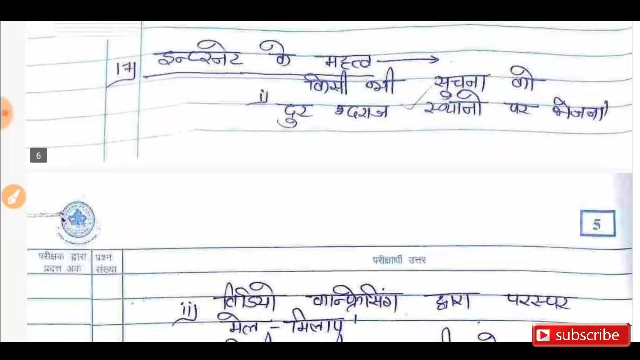 17) इन्टरनेट के महत्व →
किसी भी सुचना को
i) दुर दराज स्थानो पर भेजना
6
5
परीक्षक द्वारा प्रदत्त अंक
प्रश्न संख्या
परीक्षार्थी उत्तर
ii) विडियो कान्फ्रेसिंग द्वारा परस्पर
मेल - मिलाप
SUBSCRIBE